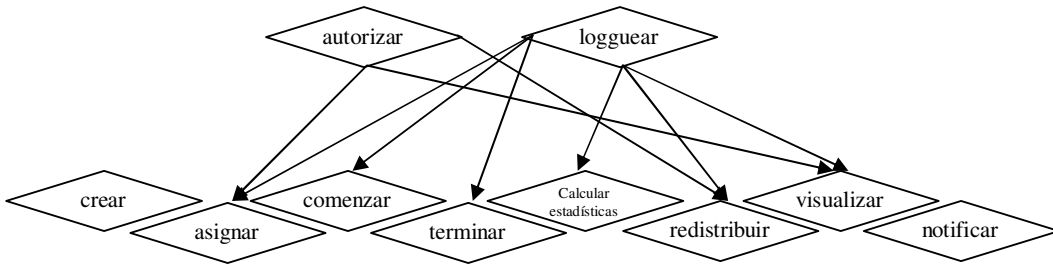 autorizar
logguear
crear
asignar
comenzar
terminar
Calcular
estadísticas
redistribuir
visualizar
notificar